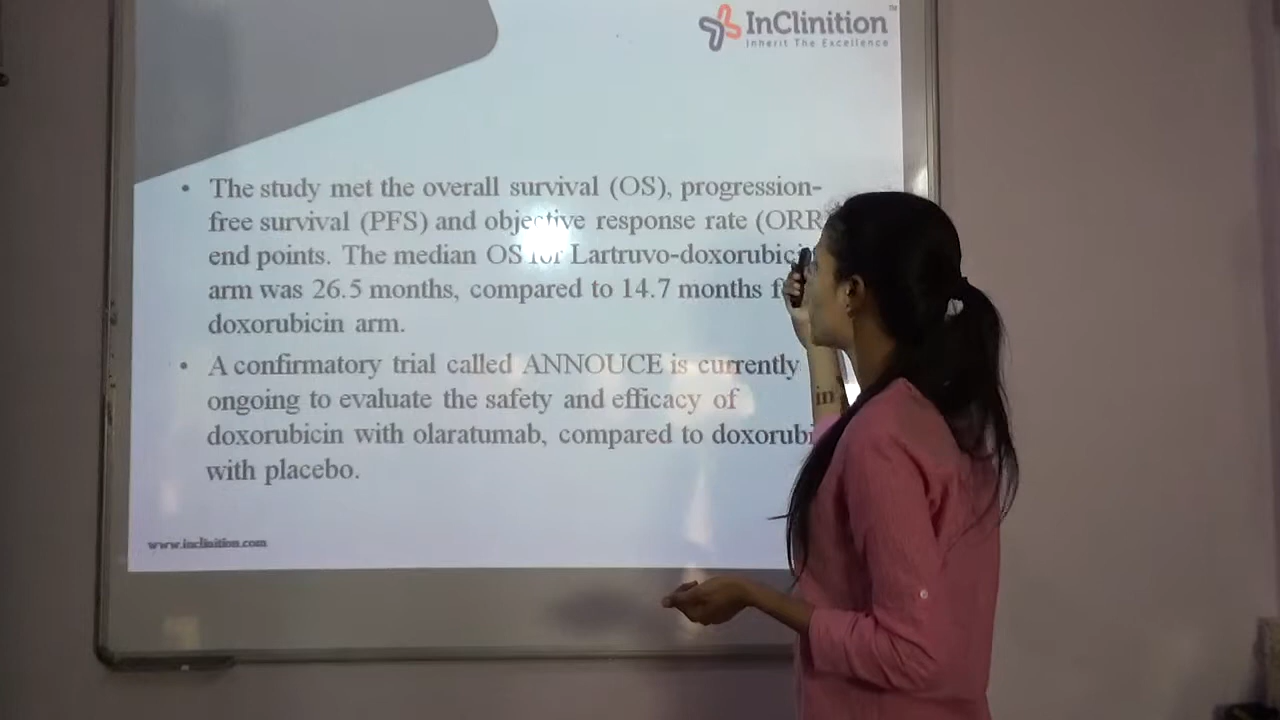 InClinition™
Inherit The Excellence
• The study met the overall survival (OS), progression-
free survival (PFS) and objective response rate (ORR
end points. The median OS for Lartruvo-doxorubicin
arm was 26.5 months, compared to 14.7 months
doxorubicin arm.
• A confirmatory trial called ANNOUCE is currently
ongoing to evaluate the safety and efficacy of
doxorubicin with olaratumab, compared to doxorubi
with placebo.
in
www.inclinition.com